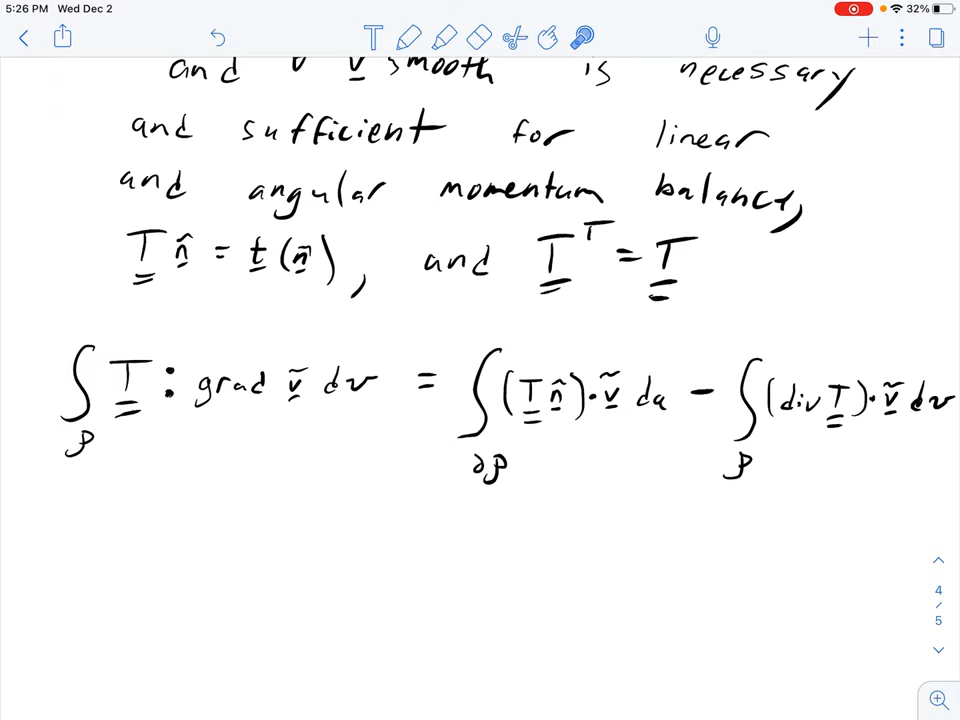 5:26 PM Wed Dec 2 32%
and ṽ smooth is necessary
and sufficient for linear
and angular momentum balance,
T n̂ = t(n̂), and Tᵀ = T
∫_𝒫 T : grad ṽ dv = ∫_∂𝒫 (T n̂)·ṽ da − ∫_𝒫 (div T)·ṽ dv
4
/
5